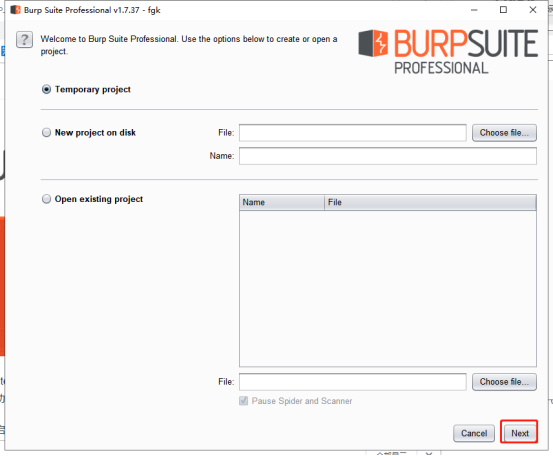 Burp Suite Professional v1.7.37 - fgk
?
Welcome to Burp Suite Professional. Use the options below to create or open a
project.
BURPSUITE
PROFESSIONAL
Temporary project
New project on disk
File:
Choose file...
Name:
Open existing project
Name
File
File:
Choose file...
Pause Spider and Scanner
Cancel
Next